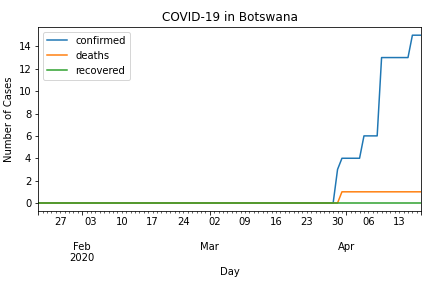 COVID-19 in Botswana
confirmed
deaths
recovered
Number of Cases
14
12
10
8
6
4
2
0
27 03 10 17 24 02 09 16 23 30 06 13
Feb Mar Apr
2020
Day